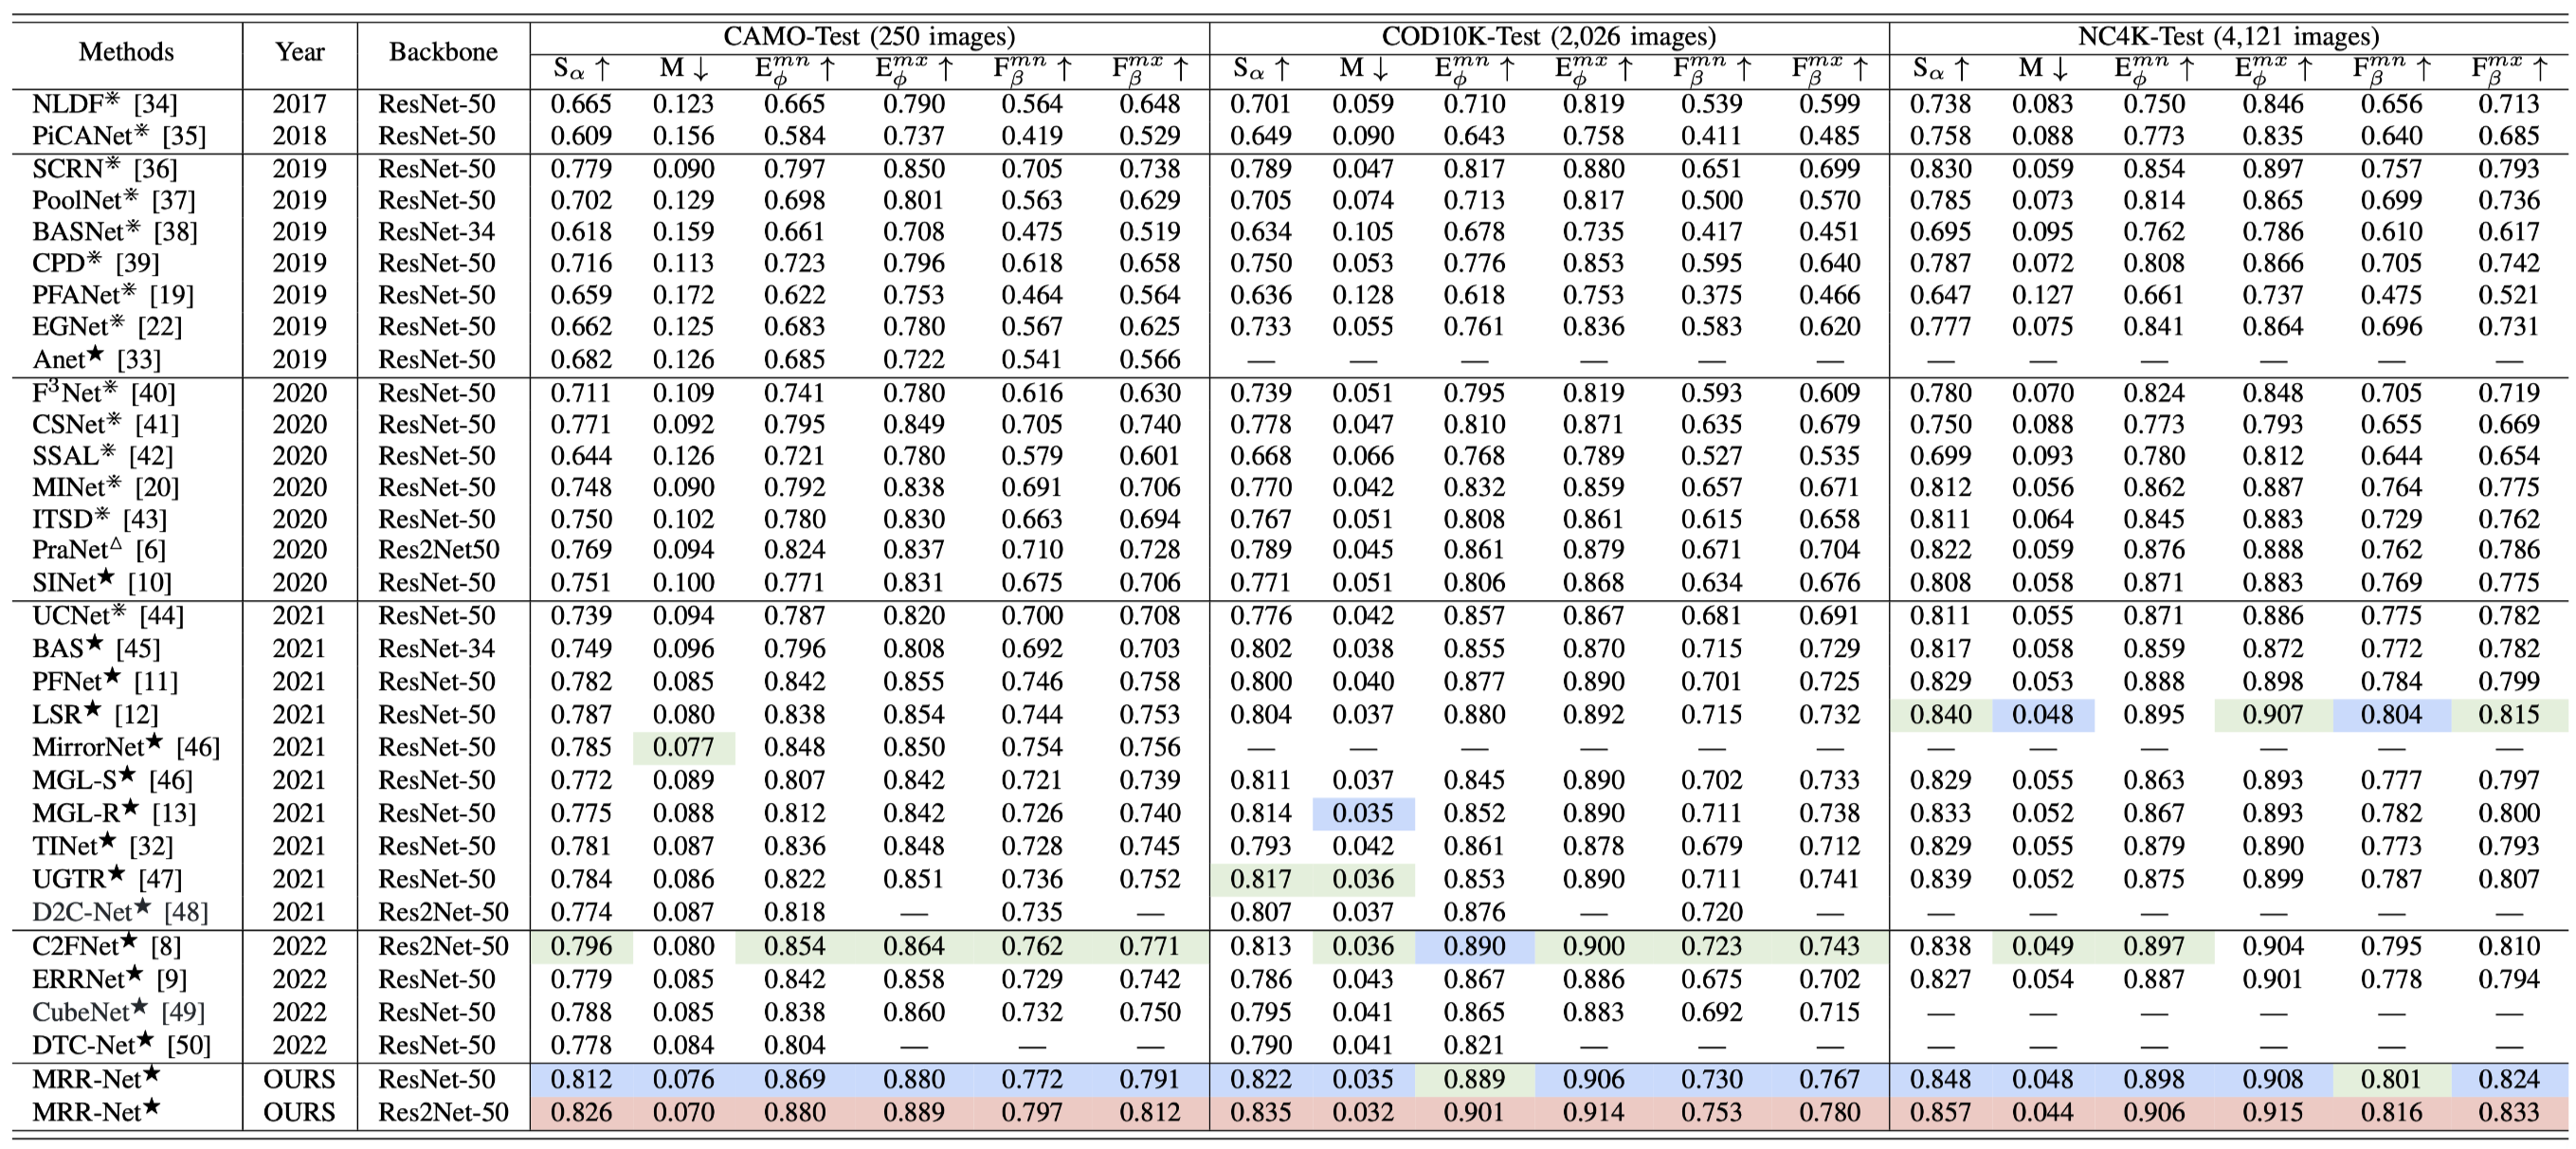 Methods Year Backbone CAMO-Test (250 images) COD10K-Test (2,026 images) NC4K-Test (4,121 images)
S_α ↑ M ↓ E_ϕ^{mn} ↑ E_ϕ^{mx} ↑ F_β^{mn} ↑ F_β^{mx} ↑ S_α ↑ M ↓ E_ϕ^{mn} ↑ E_ϕ^{mx} ↑ F_β^{mn} ↑ F_β^{mx} ↑ S_α ↑ M ↓ E_ϕ^{mn} ↑ E_ϕ^{mx} ↑ F_β^{mn} ↑ F_β^{mx} ↑
NLDF※ [34] 2017 ResNet-50 0.665 0.123 0.665 0.790 0.564 0.648 0.701 0.059 0.710 0.819 0.539 0.599 0.738 0.083 0.750 0.846 0.656 0.713
PiCANet※ [35] 2018 ResNet-50 0.609 0.156 0.584 0.737 0.419 0.529 0.649 0.090 0.643 0.758 0.411 0.485 0.758 0.088 0.773 0.835 0.640 0.685
SCRN※ [36] 2019 ResNet-50 0.779 0.090 0.797 0.850 0.705 0.738 0.789 0.047 0.817 0.880 0.651 0.699 0.830 0.059 0.854 0.897 0.757 0.793
PoolNet※ [37] 2019 ResNet-50 0.702 0.129 0.698 0.801 0.563 0.629 0.705 0.074 0.713 0.817 0.500 0.570 0.785 0.073 0.814 0.865 0.699 0.736
BASNet※ [38] 2019 ResNet-34 0.618 0.159 0.661 0.708 0.475 0.519 0.634 0.105 0.678 0.735 0.417 0.451 0.695 0.095 0.762 0.786 0.610 0.617
CPD※ [39] 2019 ResNet-50 0.716 0.113 0.723 0.796 0.618 0.658 0.750 0.053 0.776 0.853 0.595 0.640 0.787 0.072 0.808 0.866 0.705 0.742
PFANet※ [19] 2019 ResNet-50 0.659 0.172 0.622 0.753 0.464 0.564 0.636 0.128 0.618 0.753 0.375 0.466 0.647 0.127 0.661 0.737 0.475 0.521
EGNet※ [22] 2019 ResNet-50 0.662 0.125 0.683 0.780 0.567 0.625 0.733 0.055 0.761 0.836 0.583 0.620 0.777 0.075 0.841 0.864 0.696 0.731
Anet★ [33] 2019 ResNet-50 0.682 0.126 0.685 0.722 0.541 0.566 — — — — — — — — — — — —
F³Net※ [40] 2020 ResNet-50 0.711 0.109 0.741 0.780 0.616 0.630 0.739 0.051 0.795 0.819 0.593 0.609 0.780 0.070 0.824 0.848 0.705 0.719
CSNet※ [41] 2020 ResNet-50 0.771 0.092 0.795 0.849 0.705 0.740 0.778 0.047 0.810 0.871 0.635 0.679 0.750 0.088 0.773 0.793 0.655 0.669
SSAL※ [42] 2020 ResNet-50 0.644 0.126 0.721 0.780 0.579 0.601 0.668 0.066 0.768 0.789 0.527 0.535 0.699 0.093 0.780 0.812 0.644 0.654
MINet※ [20] 2020 ResNet-50 0.748 0.090 0.792 0.838 0.691 0.706 0.770 0.042 0.832 0.859 0.657 0.671 0.812 0.056 0.862 0.887 0.764 0.775
ITSD※ [43] 2020 ResNet-50 0.750 0.102 0.780 0.830 0.663 0.694 0.767 0.051 0.808 0.861 0.615 0.658 0.811 0.064 0.845 0.883 0.729 0.762
PraNet△ [6] 2020 Res2Net50 0.769 0.094 0.824 0.837 0.710 0.728 0.789 0.045 0.861 0.879 0.671 0.704 0.822 0.059 0.876 0.888 0.762 0.786
SINet★ [10] 2020 ResNet-50 0.751 0.100 0.771 0.831 0.675 0.706 0.771 0.051 0.806 0.868 0.634 0.676 0.808 0.058 0.871 0.883 0.769 0.775
UCNet※ [44] 2021 ResNet-50 0.739 0.094 0.787 0.820 0.700 0.708 0.776 0.042 0.857 0.867 0.681 0.691 0.811 0.055 0.871 0.886 0.775 0.782
BAS★ [45] 2021 ResNet-34 0.749 0.096 0.796 0.808 0.692 0.703 0.802 0.038 0.855 0.870 0.715 0.729 0.817 0.058 0.859 0.872 0.772 0.782
PFNet★ [11] 2021 ResNet-50 0.782 0.085 0.842 0.855 0.746 0.758 0.800 0.040 0.877 0.890 0.701 0.725 0.829 0.053 0.888 0.898 0.784 0.799
LSR★ [12] 2021 ResNet-50 0.787 0.080 0.838 0.854 0.744 0.753 0.804 0.037 0.880 0.892 0.715 0.732 0.840 0.048 0.895 0.907 0.804 0.815
MirrorNet★ [46] 2021 ResNet-50 0.785 0.077 0.848 0.850 0.754 0.756 — — — — — — — — — — — —
MGL-S★ [46] 2021 ResNet-50 0.772 0.089 0.807 0.842 0.721 0.739 0.811 0.037 0.845 0.890 0.702 0.733 0.829 0.055 0.863 0.893 0.777 0.797
MGL-R★ [13] 2021 ResNet-50 0.775 0.088 0.812 0.842 0.726 0.740 0.814 0.035 0.852 0.890 0.711 0.738 0.833 0.052 0.867 0.893 0.782 0.800
TINet★ [32] 2021 ResNet-50 0.781 0.087 0.836 0.848 0.728 0.745 0.793 0.042 0.861 0.878 0.679 0.712 0.829 0.055 0.879 0.890 0.773 0.793
UGTR★ [47] 2021 ResNet-50 0.784 0.086 0.822 0.851 0.736 0.752 0.817 0.036 0.853 0.890 0.711 0.741 0.839 0.052 0.875 0.899 0.787 0.807
D2C-Net★ [48] 2021 Res2Net-50 0.774 0.087 0.818 — 0.735 — 0.807 0.037 0.876 — 0.720 — — — — — — —
C2FNet★ [8] 2022 Res2Net-50 0.796 0.080 0.854 0.864 0.762 0.771 0.813 0.036 0.890 0.900 0.723 0.743 0.838 0.049 0.897 0.904 0.795 0.810
ERRNet★ [9] 2022 ResNet-50 0.779 0.085 0.842 0.858 0.729 0.742 0.786 0.043 0.867 0.886 0.675 0.702 0.827 0.054 0.887 0.901 0.778 0.794
CubeNet★ [49] 2022 ResNet-50 0.788 0.085 0.838 0.860 0.732 0.750 0.795 0.041 0.865 0.883 0.692 0.715 — — — — — —
DTC-Net★ [50] 2022 ResNet-50 0.778 0.084 0.804 — — — 0.790 0.041 0.821 — — — — — — — — —
MRR-Net★ OURS ResNet-50 0.812 0.076 0.869 0.880 0.772 0.791 0.822 0.035 0.889 0.906 0.730 0.767 0.848 0.048 0.898 0.908 0.801 0.824
MRR-Net★ OURS Res2Net-50 0.826 0.070 0.880 0.889 0.797 0.812 0.835 0.032 0.901 0.914 0.753 0.780 0.857 0.044 0.906 0.915 0.816 0.833